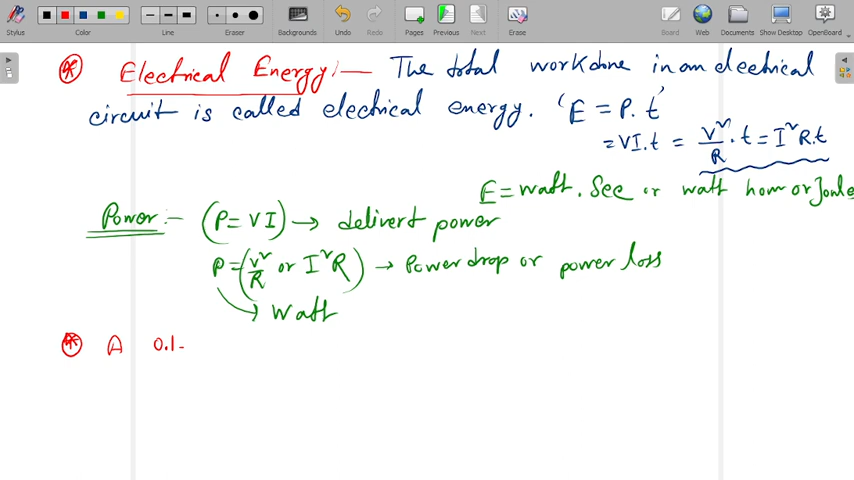 Stylus Color Line Eraser Backgrounds Undo Redo Pages Previous Next Erase Board Web Documents Show Desktop OpenBoard
* Electrical Energy:— The total workdone in an electrical
circuit is called electrical energy. 'E = P.t'
= VI.t = V²/R . t = I²R.t
E = watt. Sec or watt hour or Joule
Power:- (P = VI) → delivert power
P = (V²/R or I²R) → Power drop or power loss
→ Watt
* A 0.1-